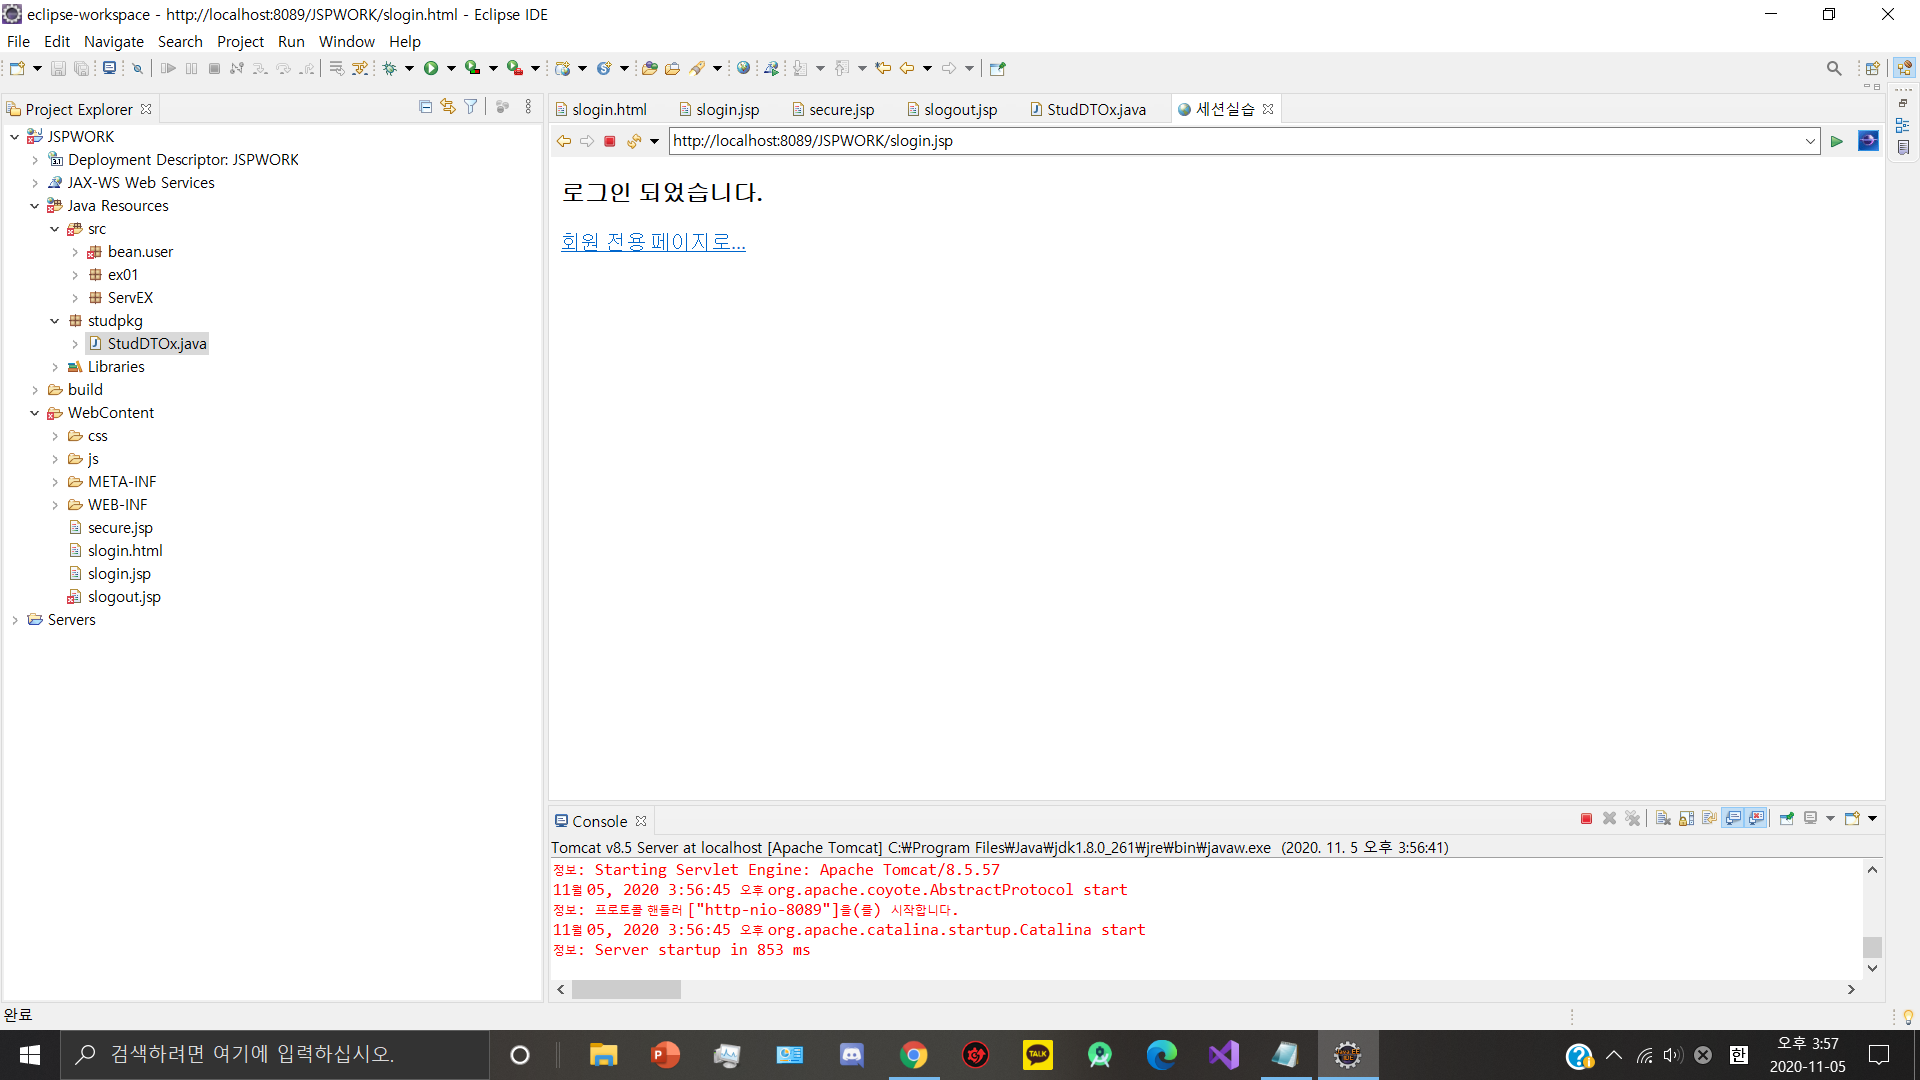 eclipse-workspace - http://localhost:8089/JSPWORK/slogin.html - Eclipse IDE
File Edit Navigate Search Project Run Window Help
Project Explorer
JSPWORK
Deployment Descriptor: JSPWORK
JAX-WS Web Services
Java Resources
src
bean.user
ex01
ServEX
studpkg
StudDTOx.java
Libraries
build
WebContent
css
js
META-INF
WEB-INF
secure.jsp
slogin.html
slogin.jsp
slogout.jsp
Servers
slogin.html slogin.jsp secure.jsp slogout.jsp StudDTOx.java 세션실습
http://localhost:8089/JSPWORK/slogin.jsp
로그인 되었습니다.
회원 전용 페이지로...
Console
Tomcat v8.5 Server at localhost [Apache Tomcat] C:₩Program Files₩Java₩jdk1.8.0_261₩jre₩bin₩javaw.exe (2020. 11. 5 오후 3:56:41)
정보: Starting Servlet Engine: Apache Tomcat/8.5.57
11월 05, 2020 3:56:45 오후 org.apache.coyote.AbstractProtocol start
정보: 프로토콜 핸들러 ["http-nio-8089"]을(를) 시작합니다.
11월 05, 2020 3:56:45 오후 org.apache.catalina.startup.Catalina start
정보: Server startup in 853 ms
완료
검색하려면 여기에 입력하십시오.
TALK
한
오후 3:57
2020-11-05